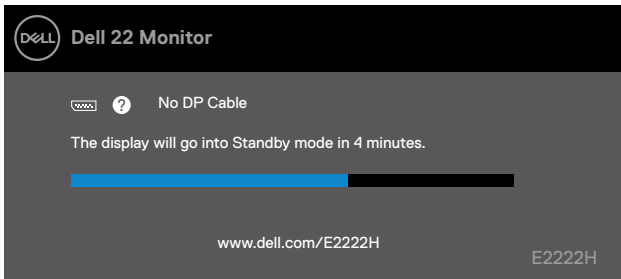 DELL Dell 22 Monitor
? No DP Cable
The display will go into Standby mode in 4 minutes.
www.dell.com/E2222H
E2222H